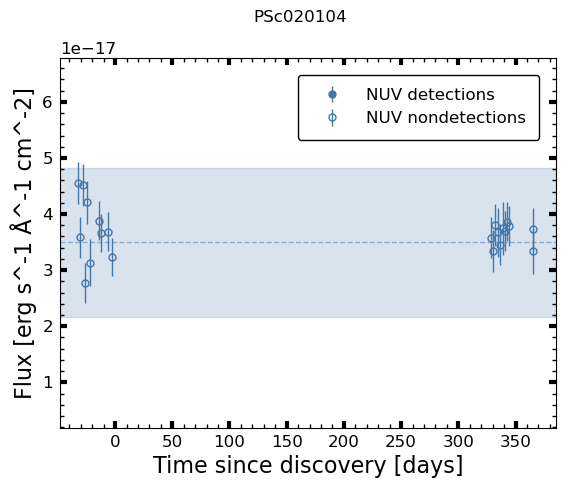 PSc020104
1e−17
Flux [erg s^-1 Å^-1 cm^-2]
6
5
4
3
2
1
NUV detections
NUV nondetections
0 50 100 150 200 250 300 350
Time since discovery [days]